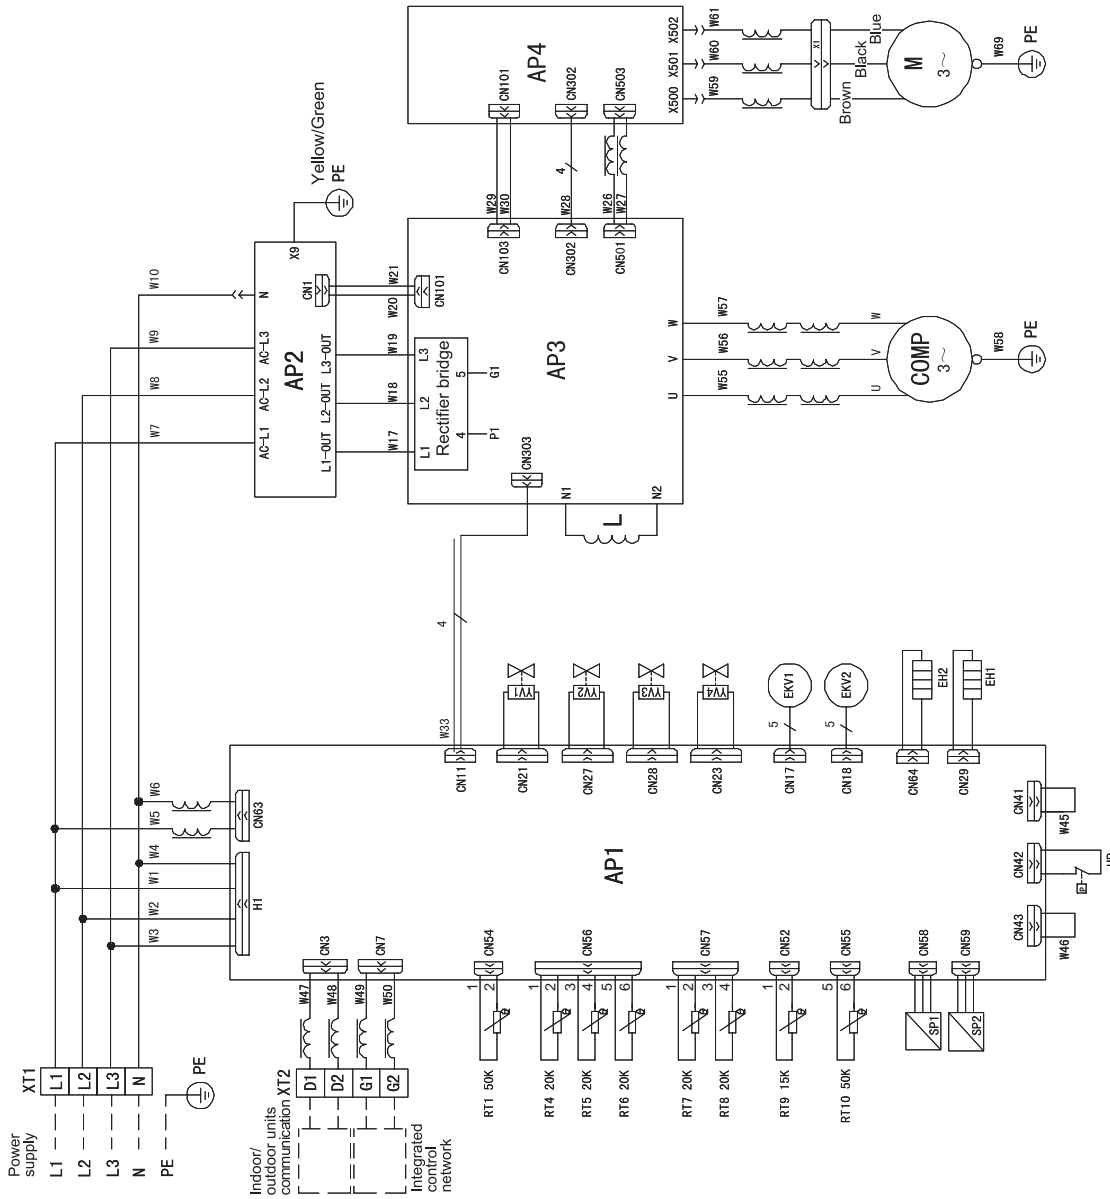 Power
supply
L1
L2
L3
N
PE
XT1
L1
L2
L3
N
PE
Indoor/
outdoor units
communication
Integrated
control
network
XT2
D1
D2
G1
G2
W47
W48
W49
W50
CN3
CN7
W3
W2
W1
W4
W5
W6
H1
CN63
W7
W8
W9
W10
AC-L1
AC-L2
AC-L3
N
AP2
X9
Yellow/Green
PE
CN1
L1-OUT
L2-OUT
L3-OUT
W17
W18
W19
W20
W21
CN101
L1
L2
L3
Rectifier bridge
4
5
P1
G1
AP3
CN303
N1
N2
L
CN103
CN302
CN501
W29
W30
W28
4
W26
W27
CN101
CN302
CN503
AP4
X500
X501
X502
W59
W60
W61
X1
Brown
Black
Blue
M
3~
W69
PE
U
V
W
W55
W56
W57
U
V
W
COMP
3~
W58
PE
4
W33
CN11
CN21
CN27
CN28
CN23
CN17
CN18
CN64
CN29
YV1
YV2
YV3
YV4
5
5
EKV1
EKV2
EH2
EH1
AP1
CN54
CN56
CN57
CN52
CN55
CN58
CN59
1
2
1
2
3
4
5
6
1
2
3
4
1
2
5
6
RT1 50K
RT4 20K
RT5 20K
RT6 20K
RT7 20K
RT8 20K
RT9 15K
RT10 50K
SP1
SP2
CN43
CN42
CN41
W46
W45
P